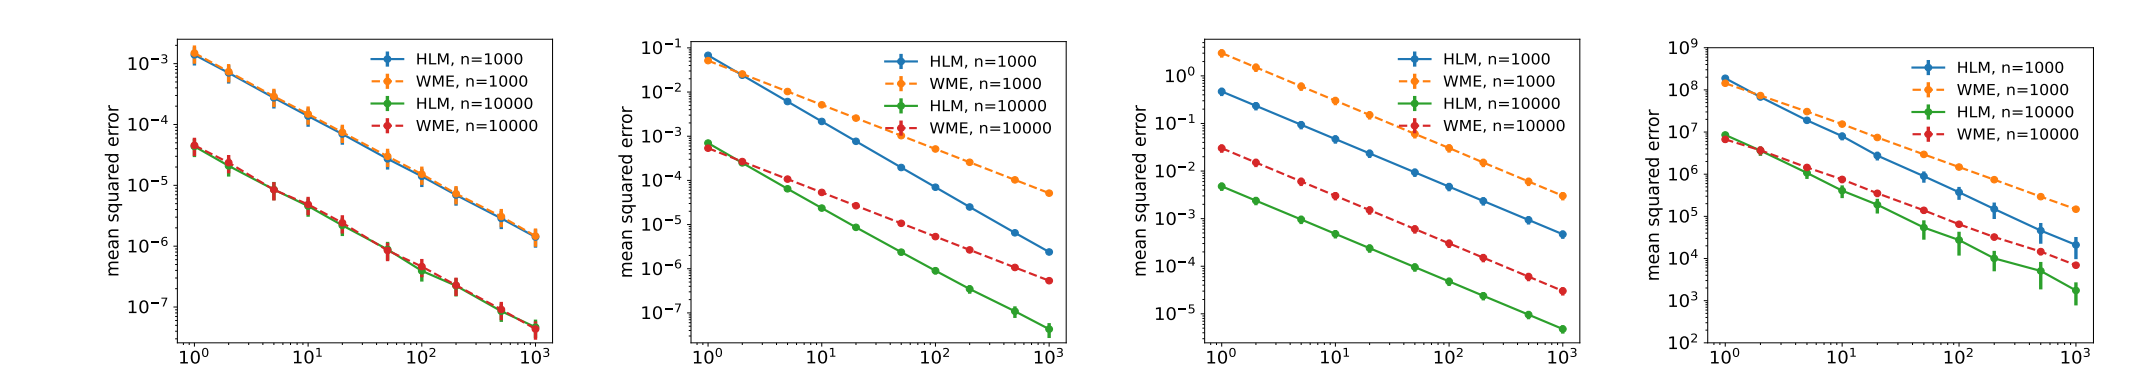 mean squared error
10⁻³
10⁻⁴
10⁻⁵
10⁻⁶
10⁻⁷
HLM, n=1000
WME, n=1000
HLM, n=10000
WME, n=10000
10⁰ 10¹ 10² 10³
mean squared error
10⁻¹
10⁻²
10⁻³
10⁻⁴
10⁻⁵
10⁻⁶
10⁻⁷
HLM, n=1000
WME, n=1000
HLM, n=10000
WME, n=10000
10⁰ 10¹ 10² 10³
mean squared error
10⁰
10⁻¹
10⁻²
10⁻³
10⁻⁴
10⁻⁵
HLM, n=1000
WME, n=1000
HLM, n=10000
WME, n=10000
10⁰ 10¹ 10² 10³
mean squared error
10⁹
10⁸
10⁷
10⁶
10⁵
10⁴
10³
10²
HLM, n=1000
WME, n=1000
HLM, n=10000
WME, n=10000
10⁰ 10¹ 10² 10³